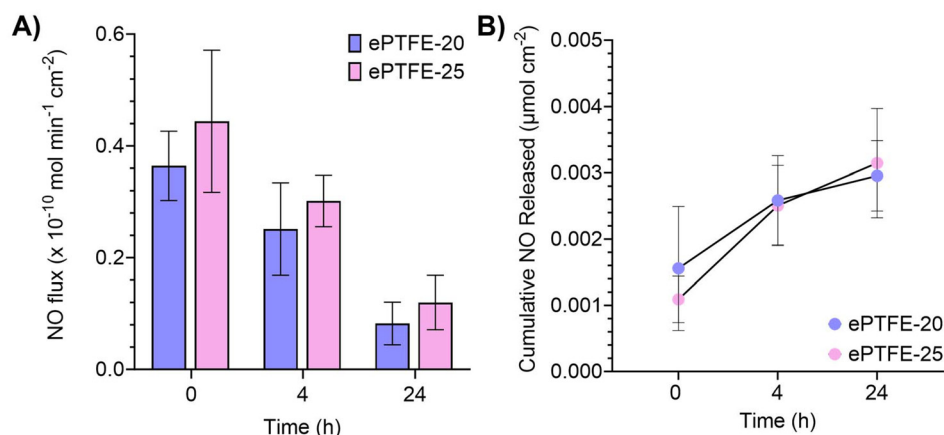 A)
NO flux (x 10⁻¹⁰ mol min⁻¹ cm⁻²)
0.6
0.4
0.2
0.0
ePTFE-20
ePTFE-25
0 4 24
Time (h)
B)
Cumulative NO Released (µmol cm⁻²)
0.005
0.004
0.003
0.002
0.001
0.000
ePTFE-20
ePTFE-25
0 4 24
Time (h)